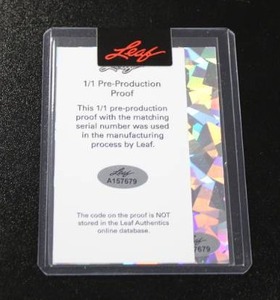 Leaf
1/1 Pre-Production
Proof
This 1/1 pre-production
proof with the matching
serial number was used
in the manufacturing
process by Leaf.
Leaf
A157679
The code on the proof is NOT
stored in the Leaf Authentics
online database.
7679